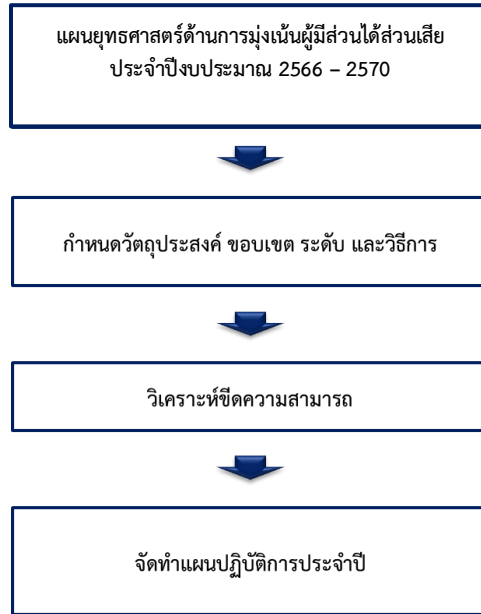 แผนยุทธศาสตร์ด้านการมุ่งเน้นผู้มีส่วนได้ส่วนเสีย
ประจำปีงบประมาณ 2566 – 2570
กำหนดวัตถุประสงค์ ขอบเขต ระดับ และวิธีการ
วิเคราะห์ขีดความสามารถ
จัดทำแผนปฏิบัติการประจำปี